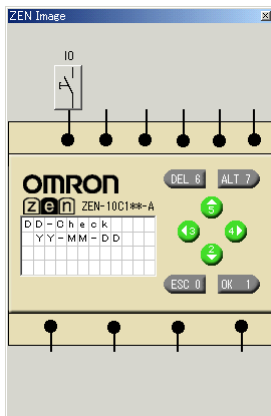 ZEN Image
I0
OMRON
DEL 6 ALT 7
zen ZEN-10C1**-A
5
DD-Check
3 4
YY-MM-DD
2
ESC 0 OK 1